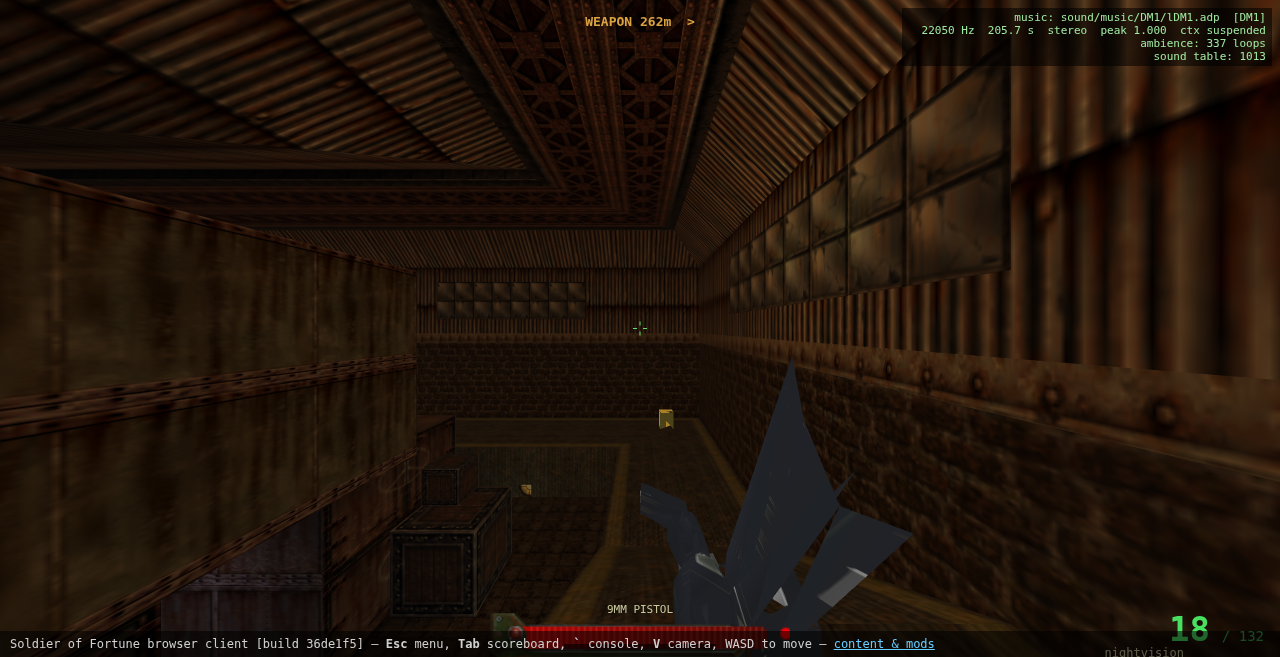 WEAPON 262m  >
music: sound/music/DM1/lDM1.adp  [DM1]
22050 Hz  205.7 s  stereo  peak 1.000  ctx suspended
ambience: 337 loops
sound table: 1013
9MM PISTOL
18 / 132
Soldier of Fortune browser client [build 36de1f5] — Esc menu, Tab scoreboard, ` console, V camera, WASD to move — content & mods
nightvision